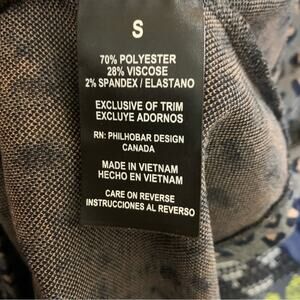 S
70% POLYESTER
28% VISCOSE
2% SPANDEX / ELASTANO
EXCLUSIVE OF TRIM
EXCLUYE ADORNOS
RN: PHILHOBAR DESIGN
CANADA
MADE IN VIETNAM
HECHO EN VIETNAM
CARE ON REVERSE
INSTRUCCIONES AL REVERSO